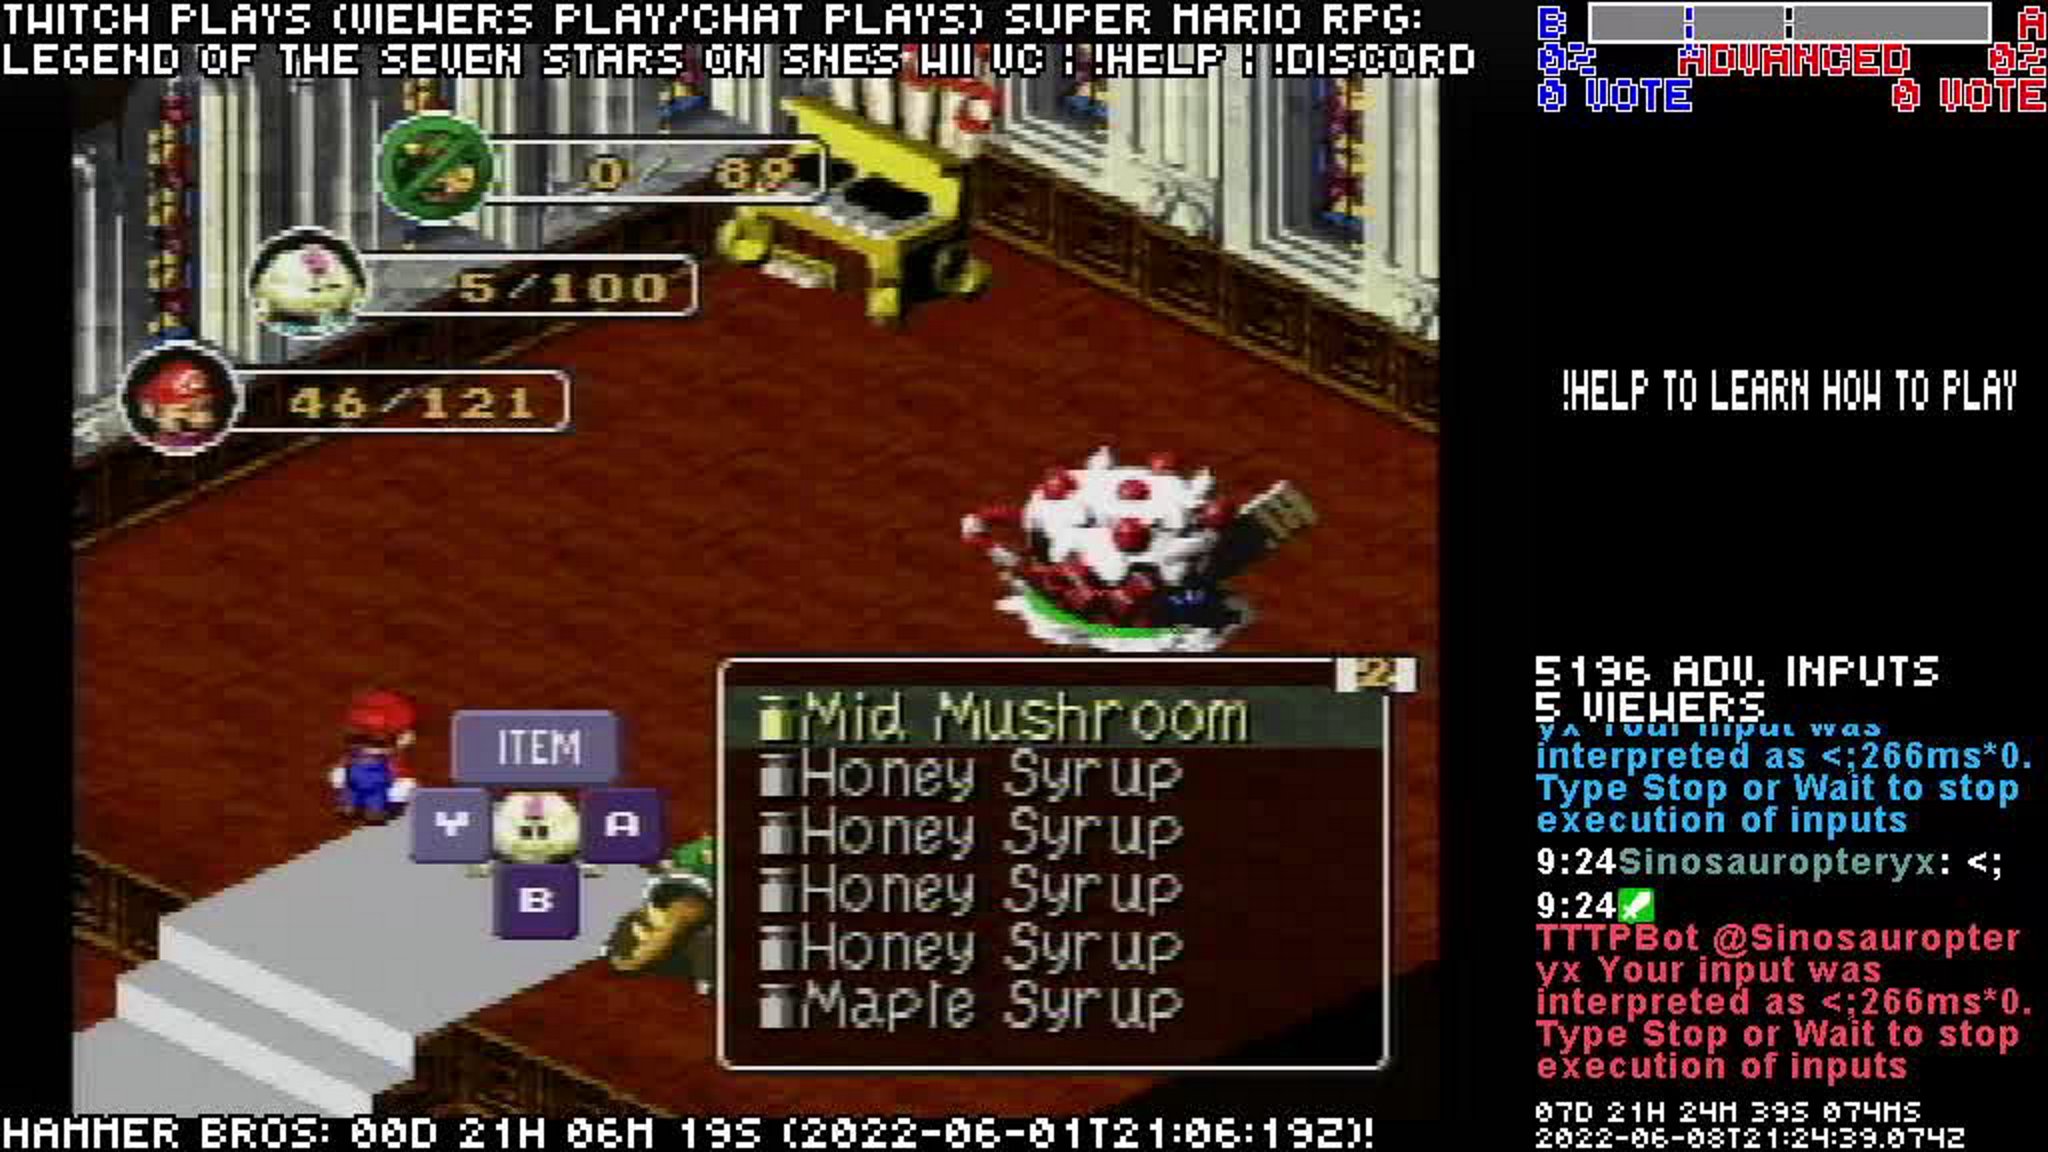 TWITCH PLAYS (VIEWERS PLAY/CHAT PLAYS) SUPER MARIO RPG:
LEGEND OF THE SEVEN STARS ON SNES WII VC | !HELP | !DISCORD
B A
0% ADVANCED 0%
0 VOTE 0 VOTE
0/ 89
5/100
46/121
!HELP TO LEARN HOW TO PLAY
2
Mid Mushroom
Honey Syrup
Honey Syrup
Honey Syrup
Honey Syrup
Maple Syrup
ITEM
Y A
B
5196 ADV. INPUTS
5 VIEWERS
yx Your input was
interpreted as <;266ms*0.
Type Stop or Wait to stop
execution of inputs
9:24Sinosauropteryx: <;
9:24
TTTPBot @Sinosauropter
yx Your input was
interpreted as <;266ms*0.
Type Stop or Wait to stop
execution of inputs
07D 21H 24M 39S 074MS
2022-06-08T21:24:39.074Z
HAMMER BROS: 00D 21H 06M 19S (2022-06-01T21:06:19Z)!